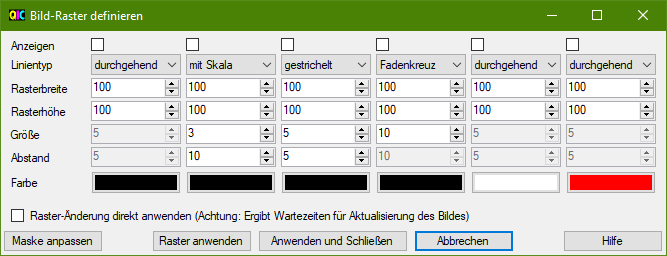 QIC Bild-Raster definieren
Anzeigen
Linientyp durchgehend mit Skala gestrichelt Fadenkreuz durchgehend durchgehend
Rasterbreite 100 100 100 100 100 100
Rasterhöhe 100 100 100 100 100 100
Größe 5 3 5 10 5 5
Abstand 5 10 5 10 5 5
Farbe
Raster-Änderung direkt anwenden (Achtung: Ergibt Wartezeiten für Aktualisierung des Bildes)
Maske anpassen Raster anwenden Anwenden und Schließen Abbrechen Hilfe